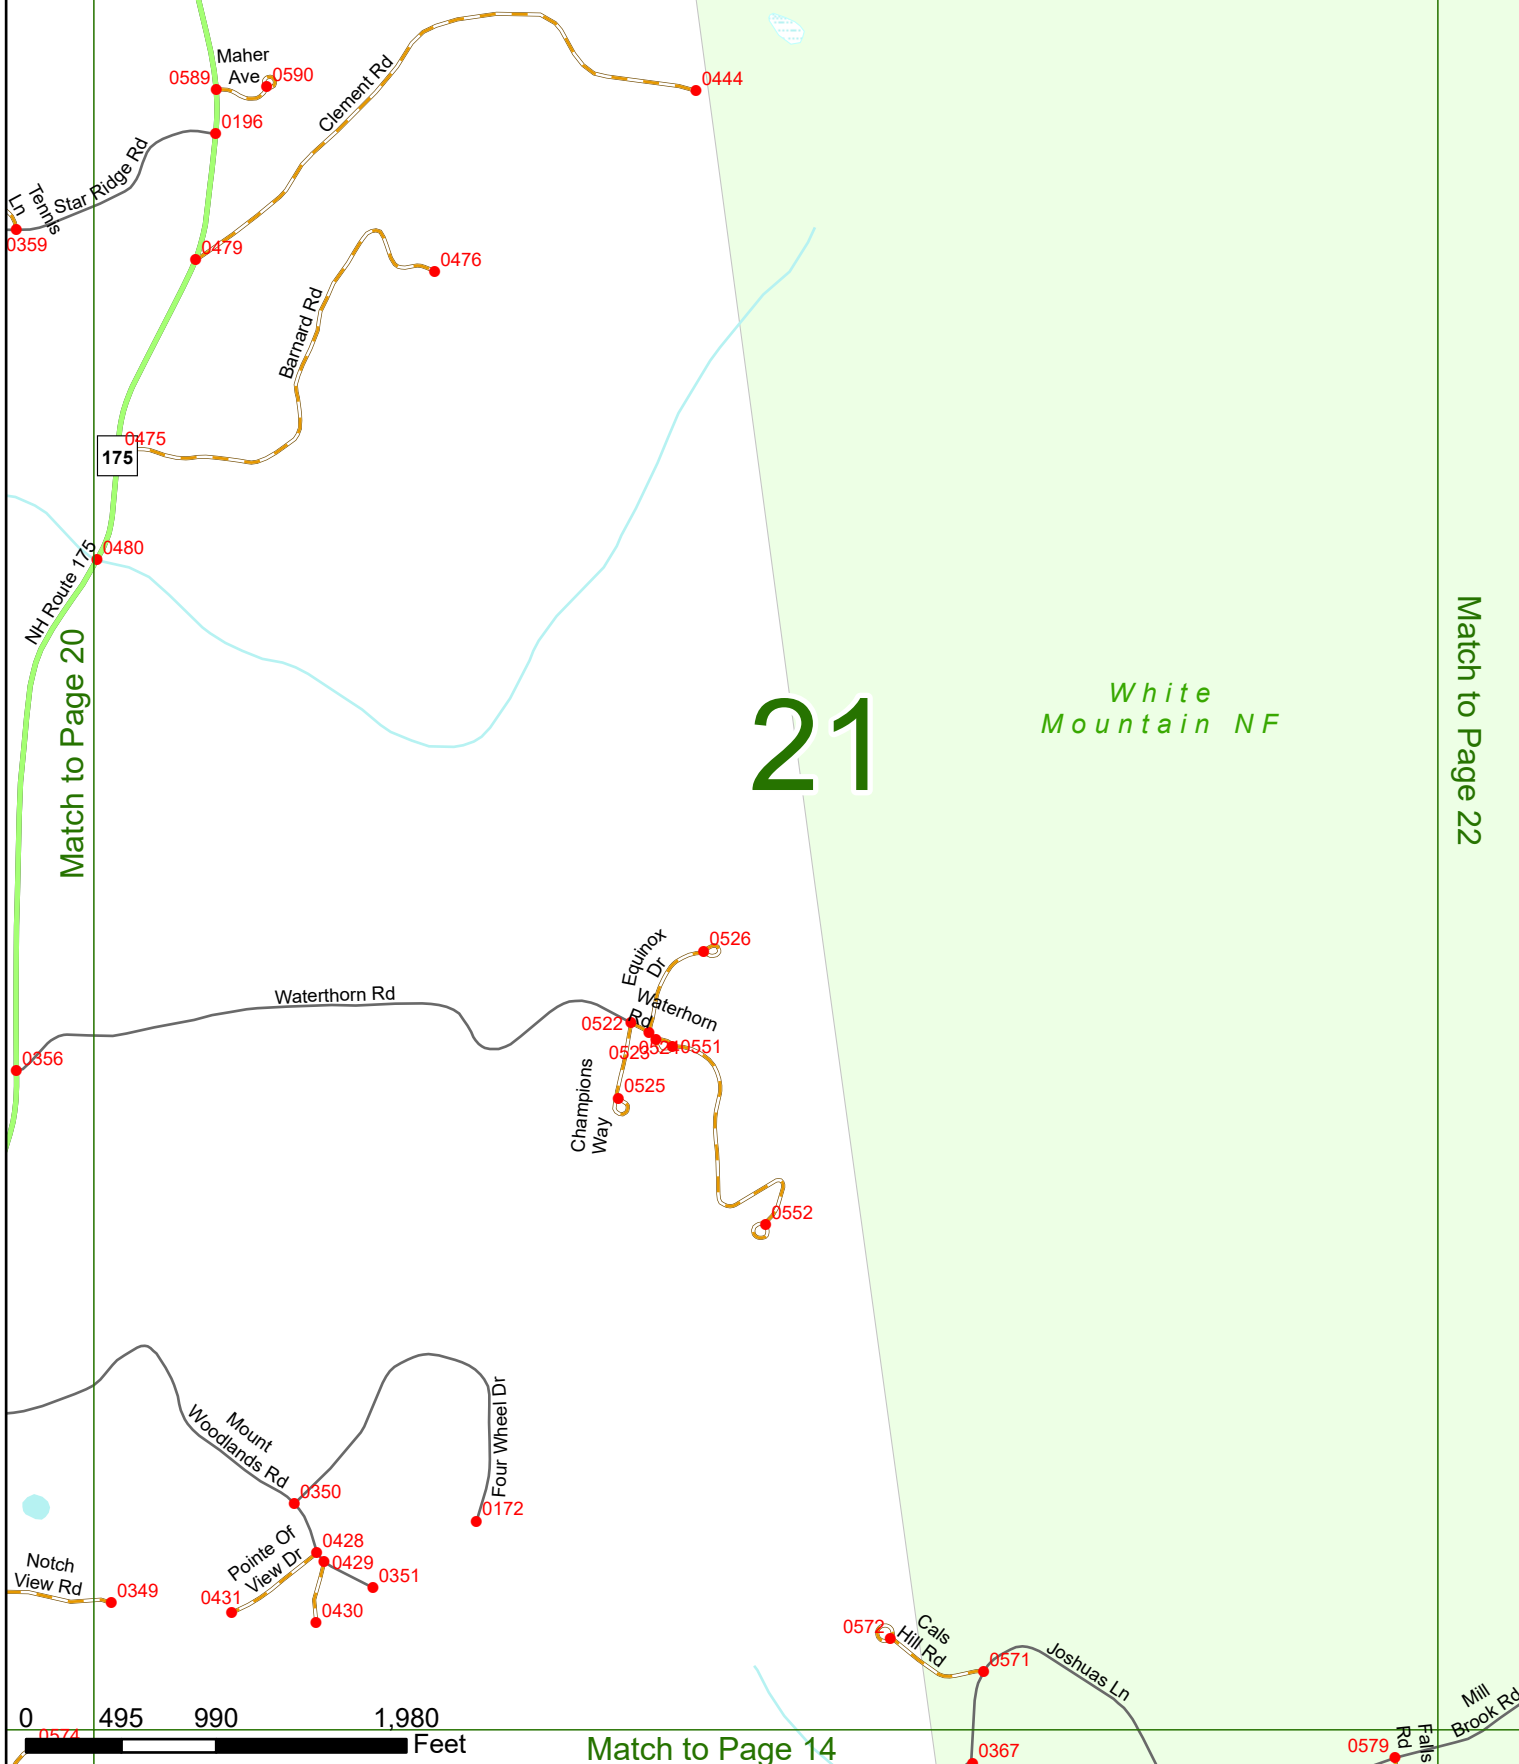 Maher
Ave
0589
0590
0444
0196
Clement Rd
Star Ridge Rd
Tennis
Ln
0359
0479
0476
Barnard Rd
0475
175
0480
NH Route 175
Match to Page 20
21
White
Mountain NF
Match to Page 22
0526
Equinox
Dr
Waterthorn Rd
Waterhorn
Rd
0522
0523
0524
0551
0356
0525
Champions
Way
0552
Mount
Woodlands Rd
Four Wheel Dr
0350
0172
0428
Pointe Of
View Dr
0429
0351
Notch
View Rd
0349
0431
0430
0572
Cals
Hill Rd
0571
Joshuas Ln
Mill
Brook Rd
Falls
Rd
0579
0367
0574
0 495 990 1,980
Feet
Match to Page 14